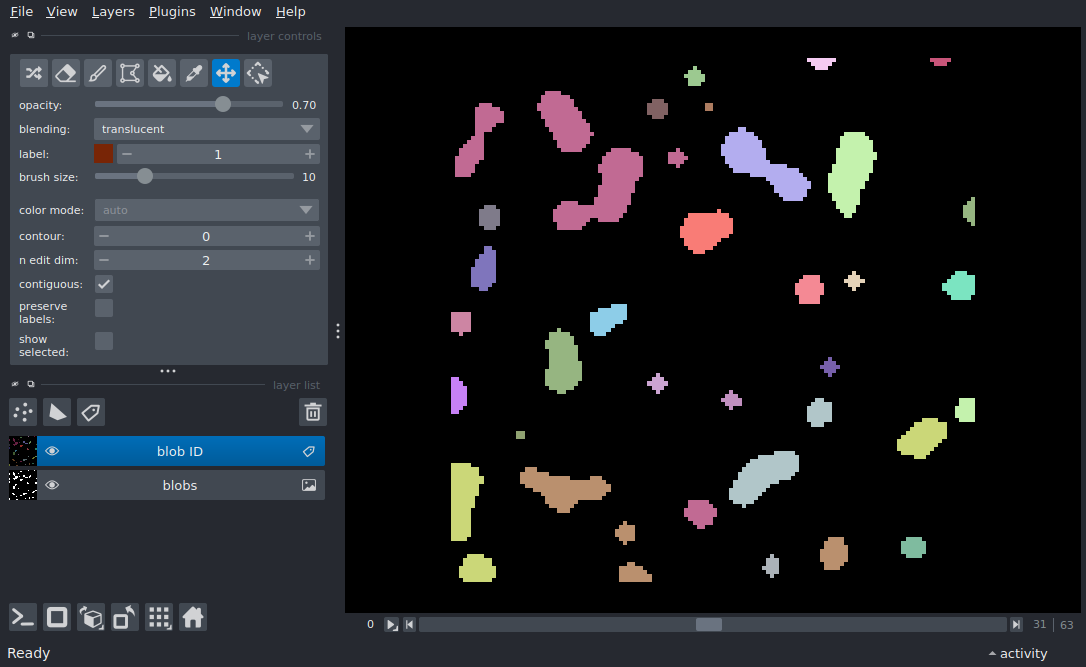 File View Layers Plugins Window Help
layer controls
opacity: 0.70
blending: translucent
label: 1
brush size: 10
color mode: auto
contour: 0
n edit dim: 2
contiguous:
preserve
labels:
show
selected:
layer list
blob ID
blobs
0 31 63
Ready activity